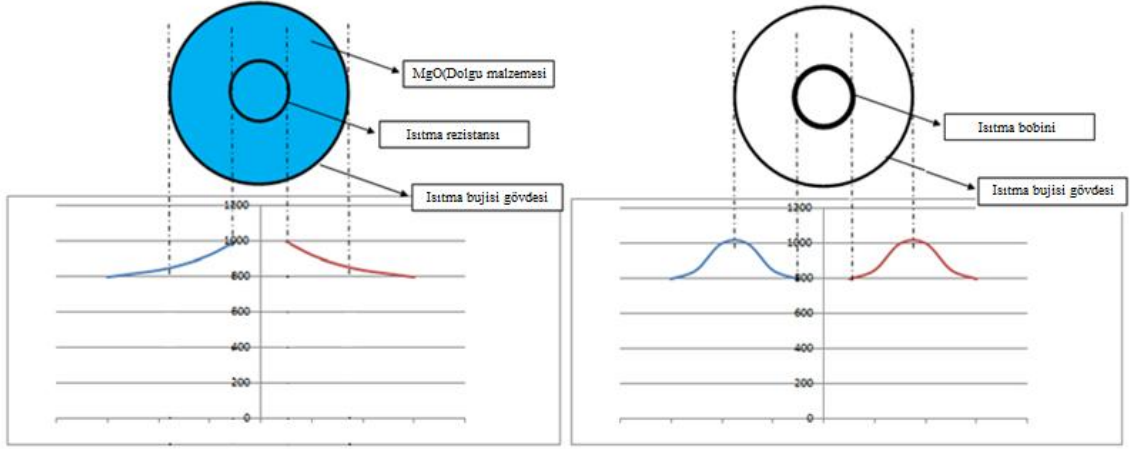 MgO(Dolgu malzemesi
Isıtma rezistansı
Isıtma bujisi gövdesi
1200
1000
800
600
400
200
0
Isıtma bobini
Isıtma bujisi gövdesi
1200
1000
800
600
400
200
0